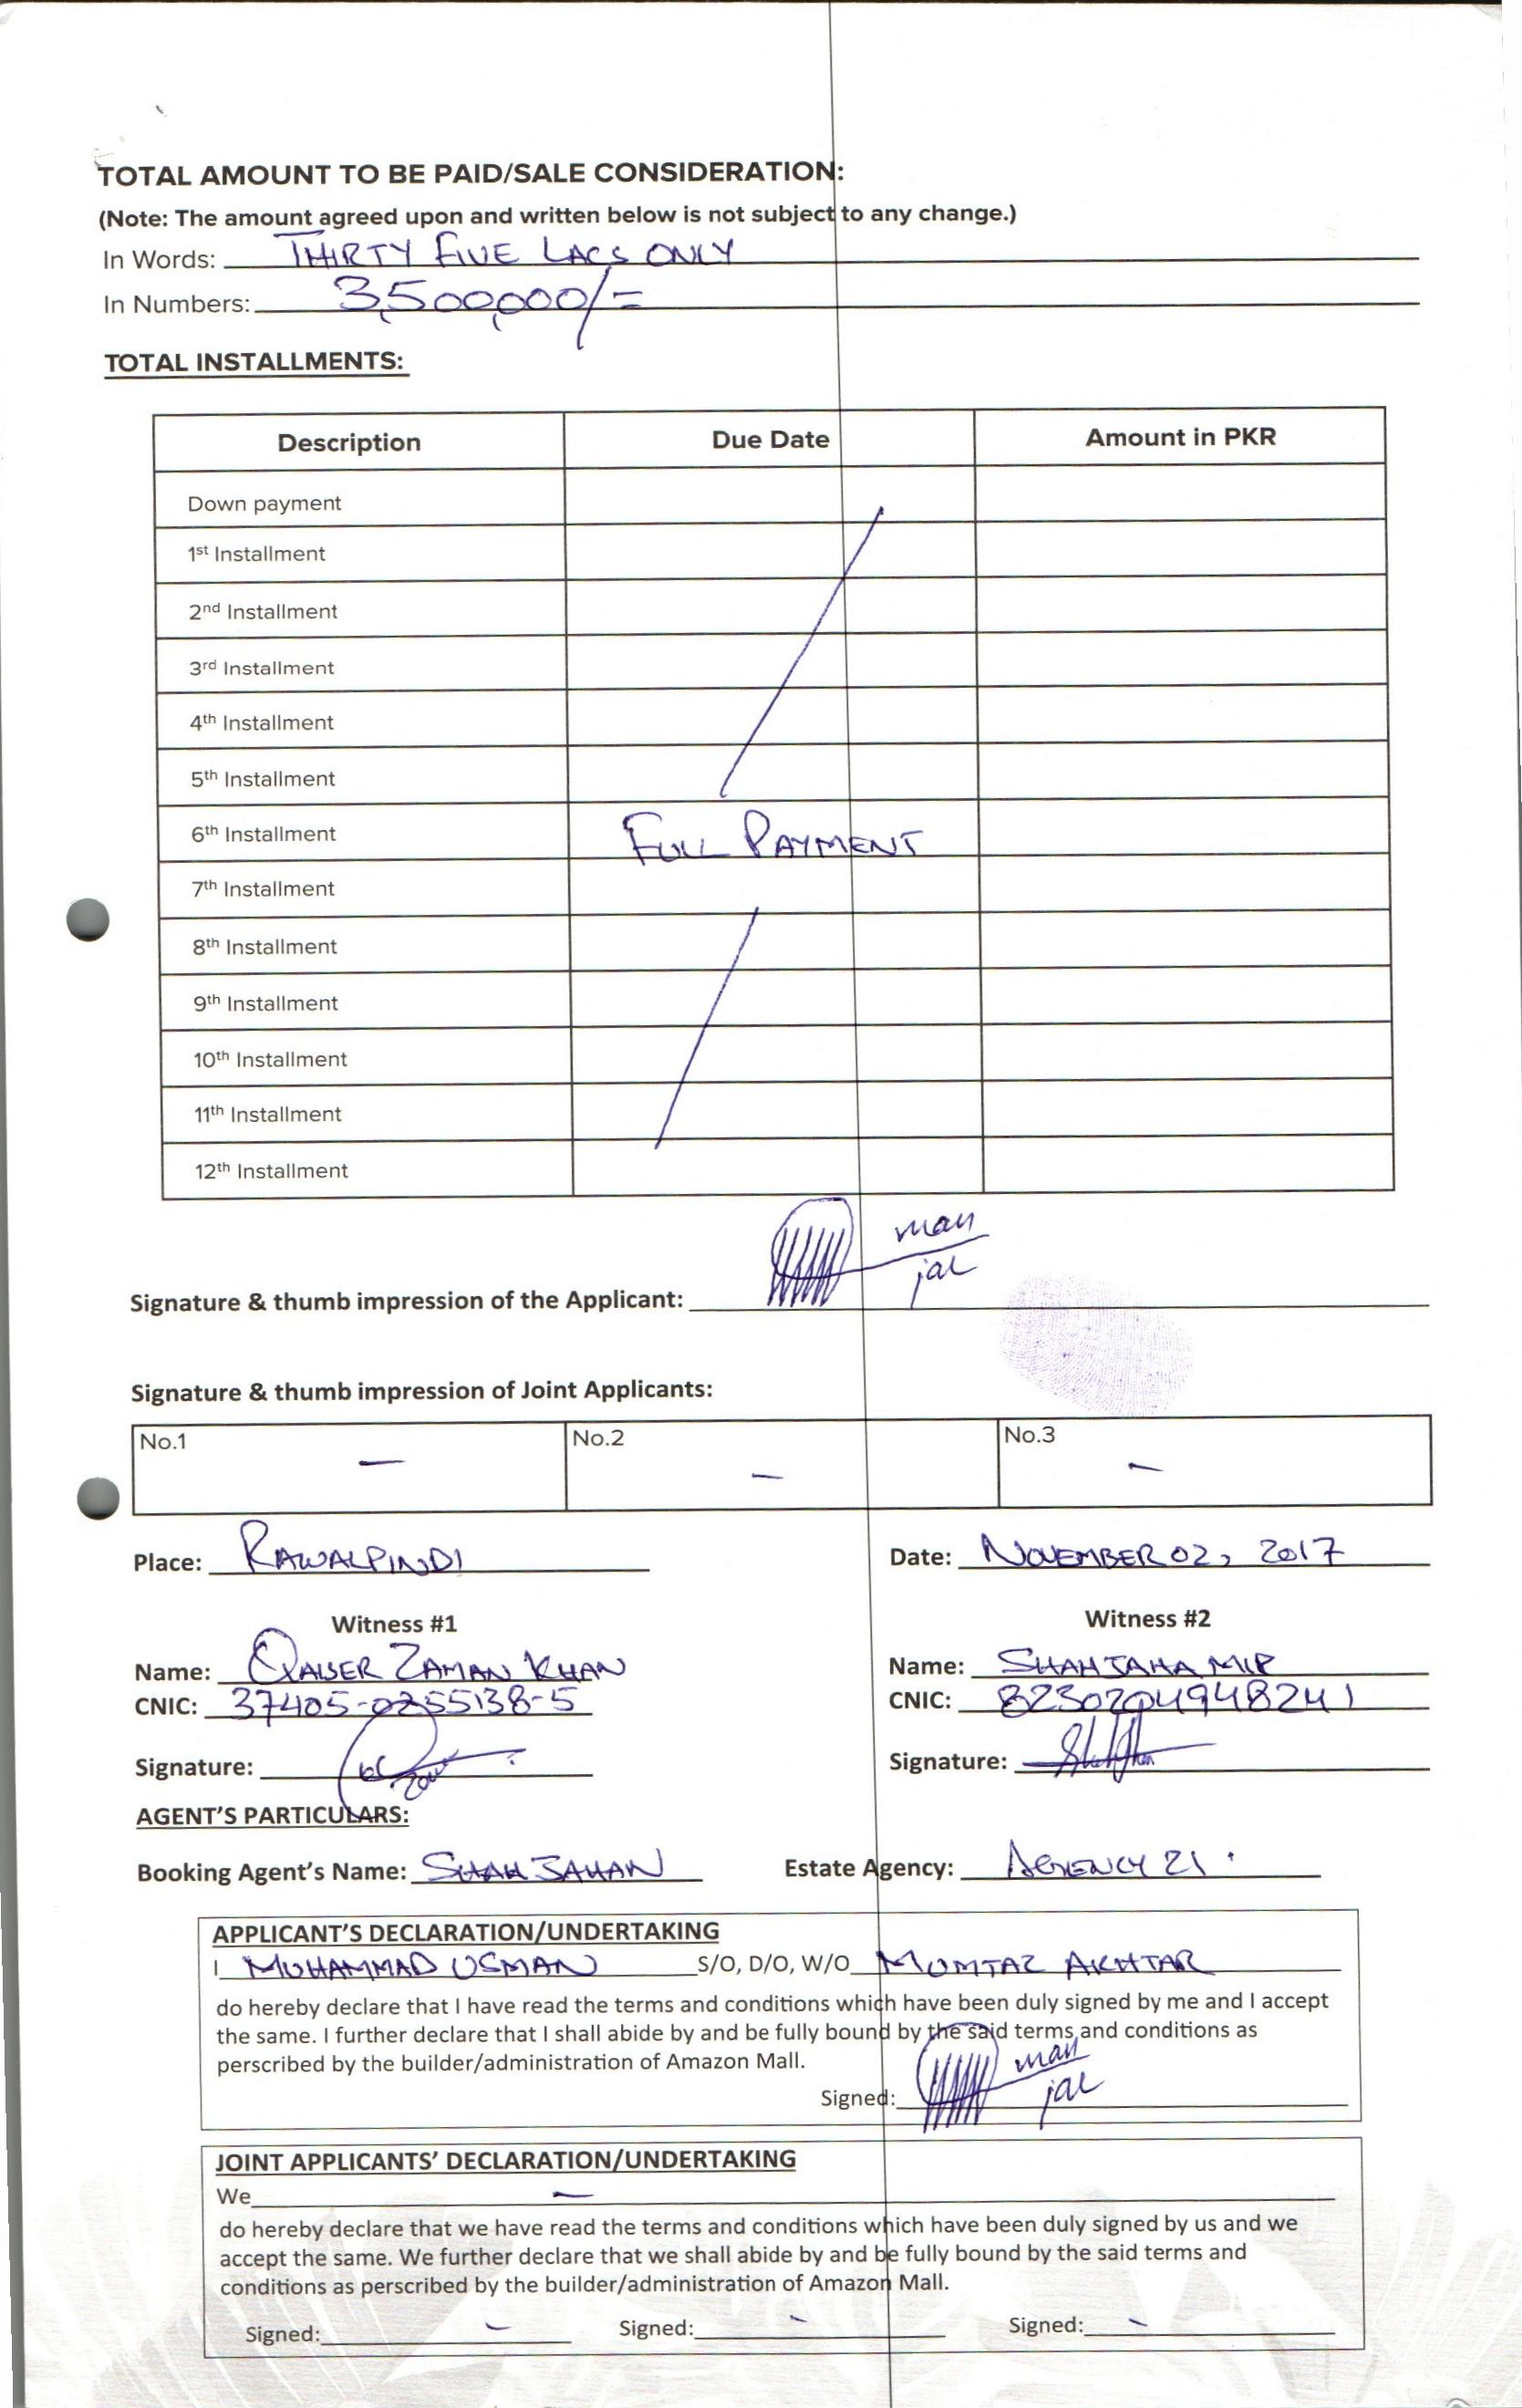 TOTAL AMOUNT TO BE PAID/SALE CONSIDERATION:
(Note: The amount agreed upon and written below is not subject to any change.)
In Words: THIRTY FIVE LACS ONLY
In Numbers: 3,500,000/=
TOTAL INSTALLMENTS:
Description Due Date Amount in PKR
Down payment
1st Installment
2nd Installment
3rd Installment
4th Installment
5th Installment
6th Installment FULL PAYMENT
7th Installment
8th Installment
9th Installment
10th Installment
11th Installment
12th Installment
man
jal
Signature & thumb impression of the Applicant:
Signature & thumb impression of Joint Applicants:
No.1 – No.2 – No.3 –
Place: RAWALPINDI Date: NOVEMBER 02, 2017
Witness #1 Witness #2
Name: QAISER ZAMAN KHAN Name: SHAHJAHA MIR
CNIC: 37405-0255138-5 CNIC: 8230204948241
Signature: Signature:
AGENT'S PARTICULARS:
Booking Agent's Name: SHAH JAHAN Estate Agency: AGENCY 21
APPLICANT'S DECLARATION/UNDERTAKING
I MUHAMMAD USMAN S/O, D/O, W/O MUMTAZ AKHTAR
do hereby declare that I have read the terms and conditions which have been duly signed by me and I accept
the same. I further declare that I shall abide by and be fully bound by the said terms and conditions as
perscribed by the builder/administration of Amazon Mall.
man
jal
Signed:
JOINT APPLICANTS' DECLARATION/UNDERTAKING
We –
do hereby declare that we have read the terms and conditions which have been duly signed by us and we
accept the same. We further declare that we shall abide by and be fully bound by the said terms and
conditions as perscribed by the builder/administration of Amazon Mall.
Signed: – Signed: – Signed: –